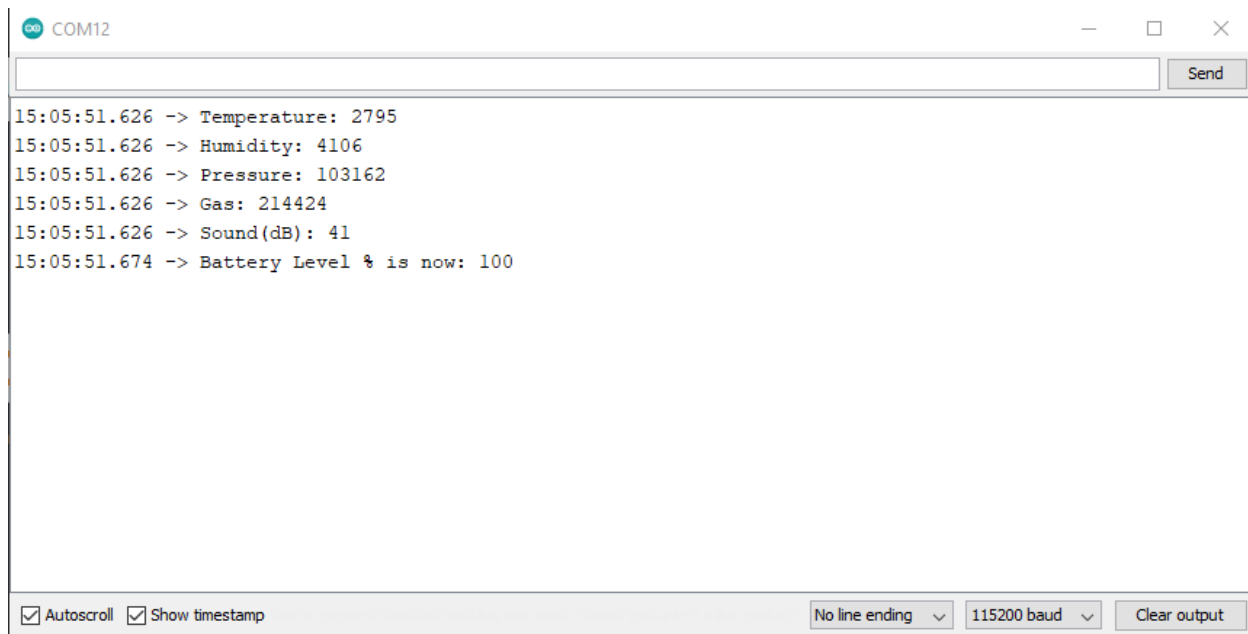 COM12
Send
15:05:51.626 -> Temperature: 2795
15:05:51.626 -> Humidity: 4106
15:05:51.626 -> Pressure: 103162
15:05:51.626 -> Gas: 214424
15:05:51.626 -> Sound(dB): 41
15:05:51.674 -> Battery Level % is now: 100
Autoscroll Show timestamp No line ending 115200 baud Clear output